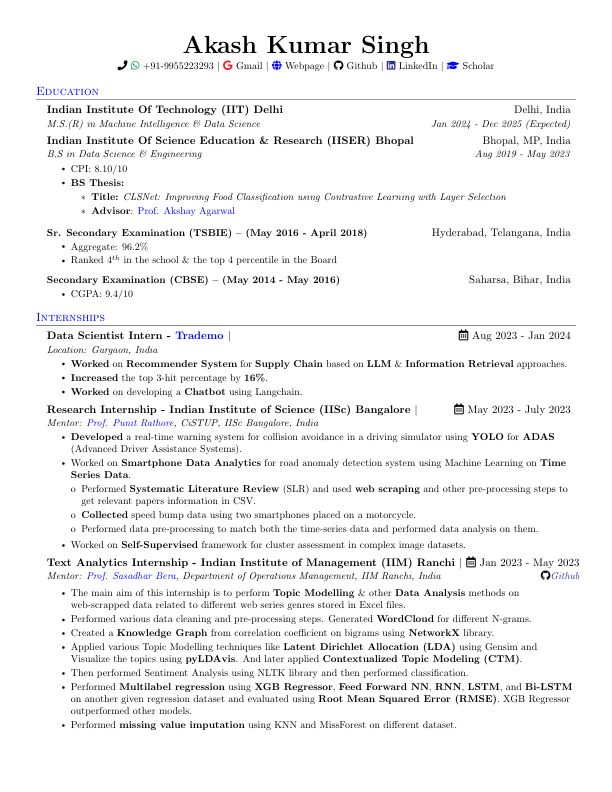 Akash Kumar Singh
+91-9955223293 | Gmail | Webpage | Github | LinkedIn | Scholar
Education
Indian Institute Of Technology (IIT) Delhi Delhi, India
M.S.(R) in Machine Intelligence & Data Science Jan 2024 - Dec 2025 (Expected)
Indian Institute Of Science Education & Research (IISER) Bhopal Bhopal, MP, India
B.S in Data Science & Engineering Aug 2019 - May 2023
• CPI: 8.10/10
• BS Thesis:
∗ Title: CLSNet: Improving Food Classification using Contrastive Learning with Layer Selection
∗ Advisor: Prof. Akshay Agarwal
Sr. Secondary Examination (TSBIE) – (May 2016 - April 2018) Hyderabad, Telangana, India
• Aggregate: 96.2%
• Ranked 4th in the school & the top 4 percentile in the Board
Secondary Examination (CBSE) – (May 2014 - May 2016) Saharsa, Bihar, India
• CGPA: 9.4/10
Internships
Data Scientist Intern - Trademo | Aug 2023 - Jan 2024
Location: Gurgaon, India
• Worked on Recommender System for Supply Chain based on LLM & Information Retrieval approaches.
• Increased the top 3-hit percentage by 16%.
• Worked on developing a Chatbot using Langchain.
Research Internship - Indian Institute of Science (IISc) Bangalore | May 2023 - July 2023
Mentor: Prof. Punit Rathore, CiSTUP, IISc Bangalore, India
• Developed a real-time warning system for collision avoidance in a driving simulator using YOLO for ADAS
(Advanced Driver Assistance Systems).
• Worked on Smartphone Data Analytics for road anomaly detection system using Machine Learning on Time
Series Data.
o Performed Systematic Literature Review (SLR) and used web scraping and other pre-processing steps to
get relevant papers information in CSV.
o Collected speed bump data using two smartphones placed on a motorcycle.
o Performed data pre-processing to match both the time-series data and performed data analysis on them.
• Worked on Self-Supervised framework for cluster assessment in complex image datasets.
Text Analytics Internship - Indian Institute of Management (IIM) Ranchi | Jan 2023 - May 2023
Mentor: Prof. Sasadhar Bera, Department of Operations Management, IIM Ranchi, India Github
• The main aim of this internship is to perform Topic Modelling & other Data Analysis methods on
web-scrapped data related to different web series genres stored in Excel files.
• Performed various data cleaning and pre-processing steps. Generated WordCloud for different N-grams.
• Created a Knowledge Graph from correlation coefficient on bigrams using NetworkX library.
• Applied various Topic Modelling techniques like Latent Dirichlet Allocation (LDA) using Gensim and
Visualize the topics using pyLDAvis. And later applied Contextualized Topic Modeling (CTM).
• Then performed Sentiment Analysis using NLTK library and then performed classification.
• Performed Multilabel regression using XGB Regressor, Feed Forward NN, RNN, LSTM, and Bi-LSTM
on another given regression dataset and evaluated using Root Mean Squared Error (RMSE). XGB Regressor
outperformed other models.
• Performed missing value imputation using KNN and MissForest on different dataset.